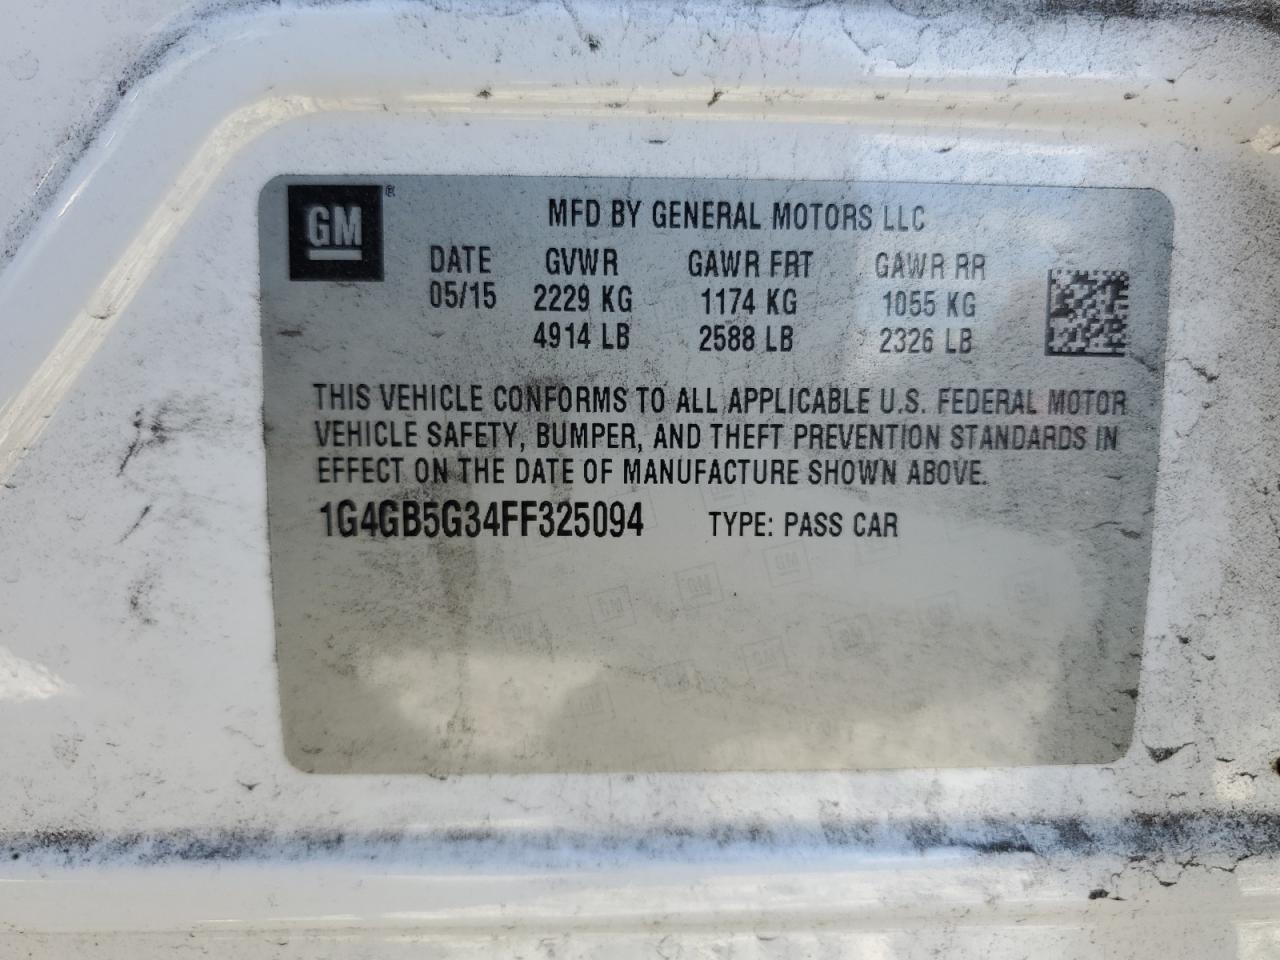 GM®
MFD BY GENERAL MOTORS LLC
DATE GVWR GAWR FRT GAWR RR
05/15 2229 KG 1174 KG 1055 KG
4914 LB 2588 LB 2326 LB
THIS VEHICLE CONFORMS TO ALL APPLICABLE U.S. FEDERAL MOTOR
VEHICLE SAFETY, BUMPER, AND THEFT PREVENTION STANDARDS IN
EFFECT ON THE DATE OF MANUFACTURE SHOWN ABOVE.
1G4GB5G34FF325094 TYPE: PASS CAR